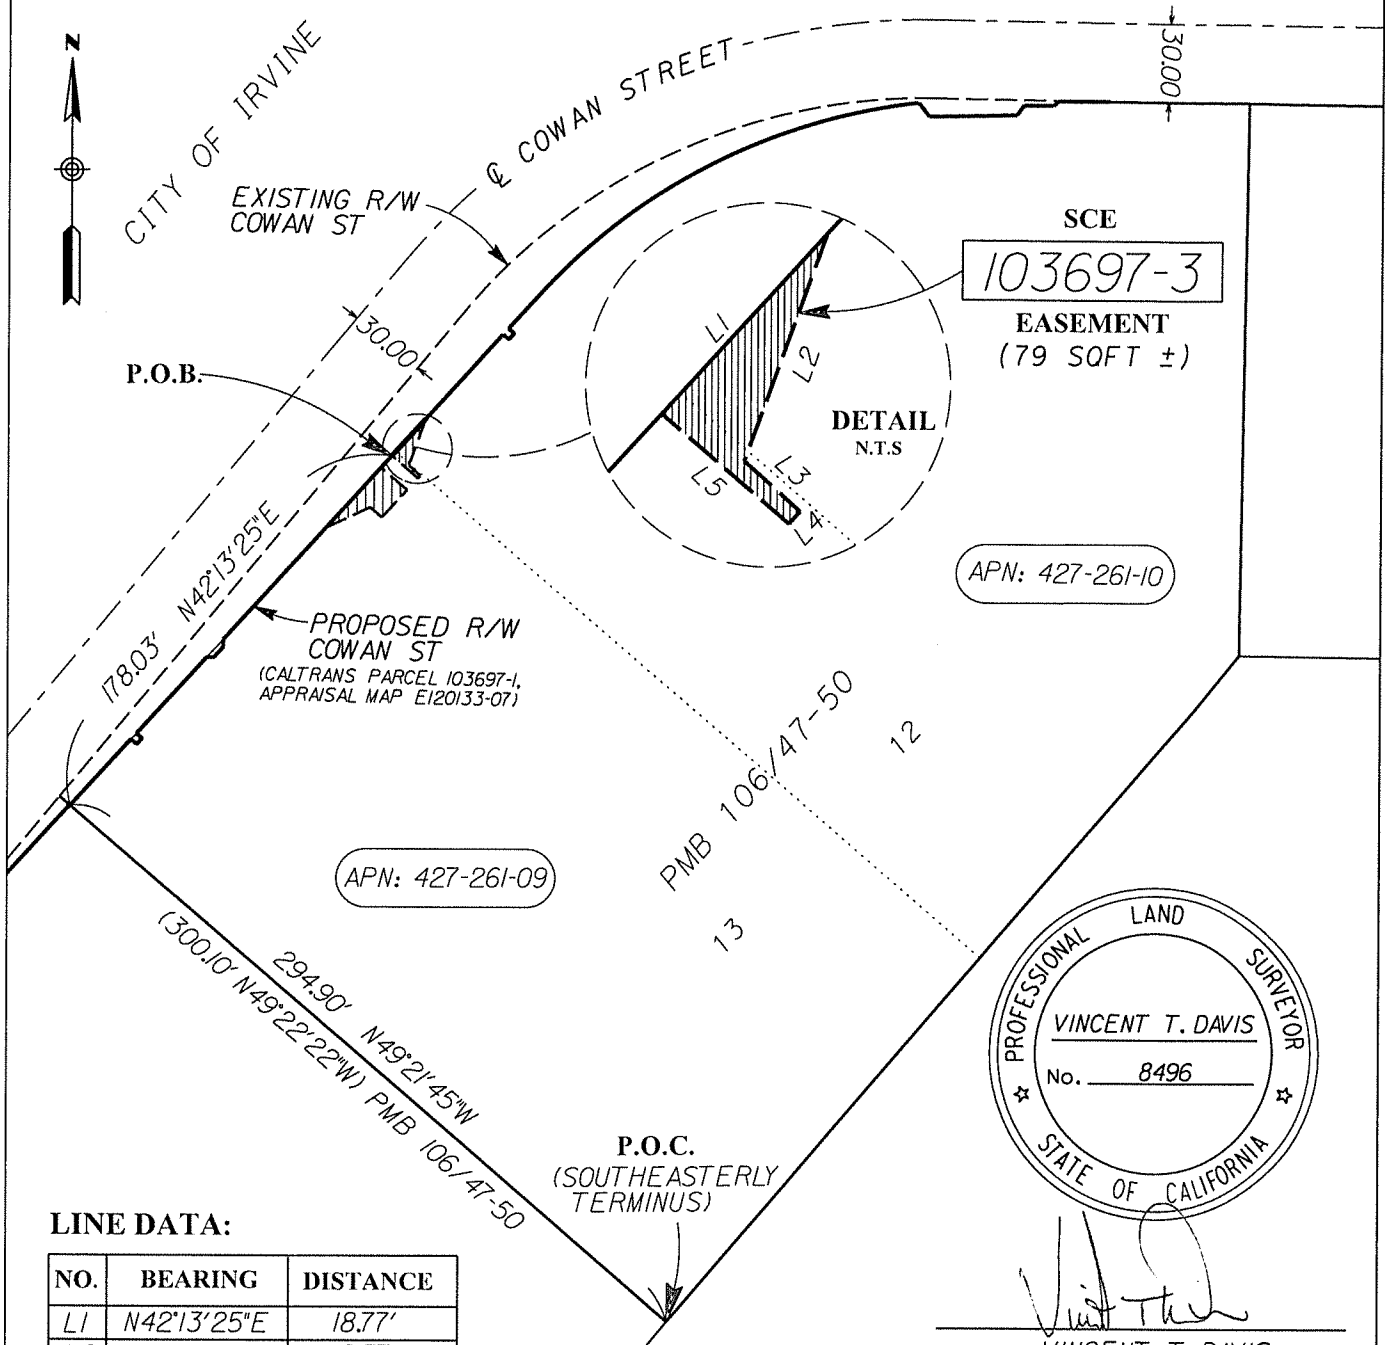 N
CITY OF IRVINE
℄ COWAN STREET
30.00
EXISTING R/W
COWAN ST
30.00
P.O.B.
SCE
103697-3
EASEMENT
(79 SQFT ±)
L1
L2
DETAIL
N.T.S
L3
L4
L5
APN: 427-261-10
178.03' N42°13'25"E
PROPOSED R/W
COWAN ST
(CALTRANS PARCEL 103697-1,
APPRAISAL MAP E120133-07)
PMB 106/47-50
12
13
APN: 427-261-09
294.90' N49°21'45"W
(300.10' N49°22'22"W) PMB 106/47-50
P.O.C.
(SOUTHEASTERLY
TERMINUS)
PROFESSIONAL LAND SURVEYOR
VINCENT T. DAVIS
No. 8496
STATE OF CALIFORNIA
LINE DATA:
NO. BEARING DISTANCE
L1 N42°13'25"E 18.77'